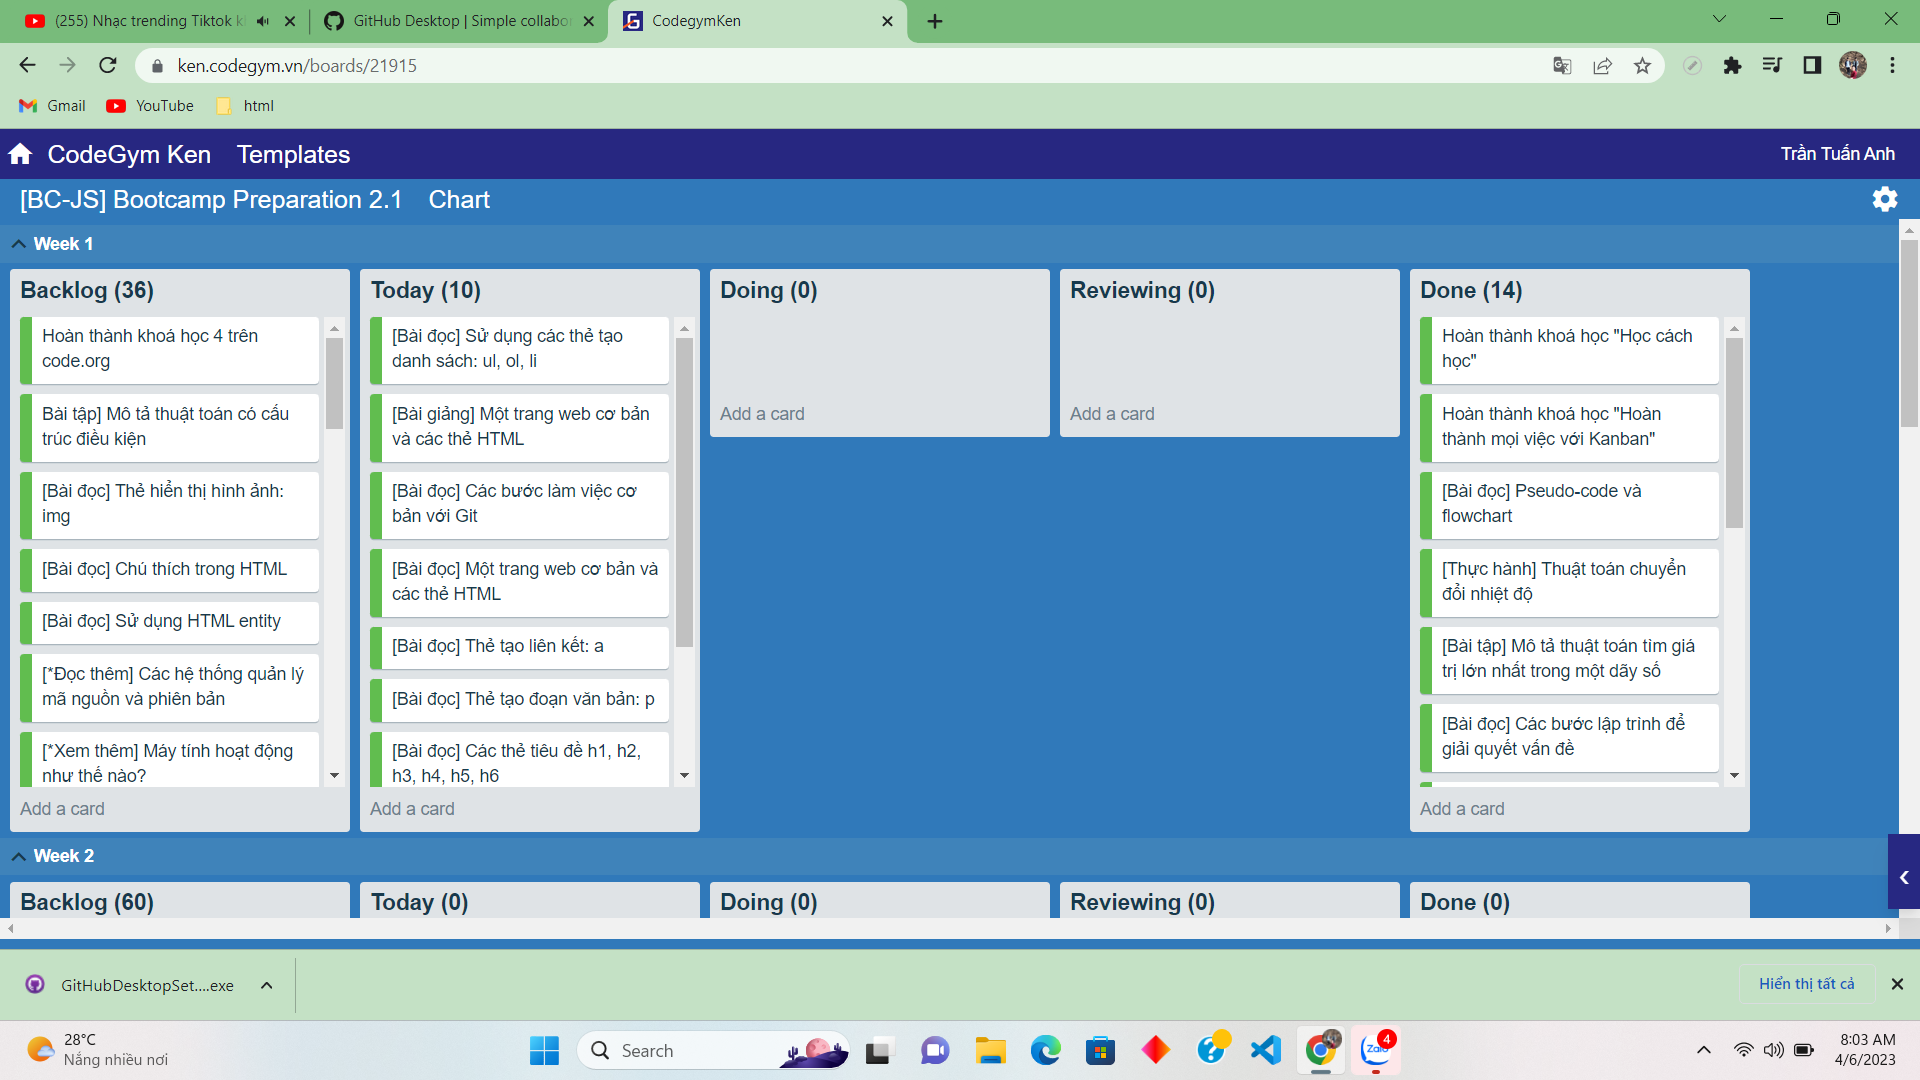 (255) Nhạc trending Tiktok k
GitHub Desktop | Simple collabor
CodegymKen
ken.codegym.vn/boards/21915
Gmail
YouTube
html
CodeGym Ken
Templates
Trần Tuấn Anh
[BC-JS] Bootcamp Preparation 2.1
Chart
Week 1
Backlog (36)
Hoàn thành khoá học 4 trên
code.org
Bài tập] Mô tả thuật toán có cấu
trúc điều kiện
[Bài đọc] Thẻ hiển thị hình ảnh:
img
[Bài đọc] Chú thích trong HTML
[Bài đọc] Sử dụng HTML entity
[*Đọc thêm] Các hệ thống quản lý
mã nguồn và phiên bản
[*Xem thêm] Máy tính hoạt động
như thế nào?
Add a card
Today (10)
[Bài đọc] Sử dụng các thẻ tạo
danh sách: ul, ol, li
[Bài giảng] Một trang web cơ bản
và các thẻ HTML
[Bài đọc] Các bước làm việc cơ
bản với Git
[Bài đọc] Một trang web cơ bản và
các thẻ HTML
[Bài đọc] Thẻ tạo liên kết: a
[Bài đọc] Thẻ tạo đoạn văn bản: p
[Bài đọc] Các thẻ tiêu đề h1, h2,
h3, h4, h5, h6
Add a card
Doing (0)
Add a card
Reviewing (0)
Add a card
Done (14)
Hoàn thành khoá học "Học cách
học"
Hoàn thành khoá học "Hoàn
thành mọi việc với Kanban"
[Bài đọc] Pseudo-code và
flowchart
[Thực hành] Thuật toán chuyển
đổi nhiệt độ
[Bài tập] Mô tả thuật toán tìm giá
trị lớn nhất trong một dãy số
[Bài đọc] Các bước lập trình để
giải quyết vấn đề
Add a card
Week 2
Backlog (60)
Today (0)
Doing (0)
Reviewing (0)
Done (0)
GitHubDesktopSet....exe
Hiển thị tất cả
28°C
Nắng nhiều nơi
Search
Zalo
4
8:03 AM
4/6/2023